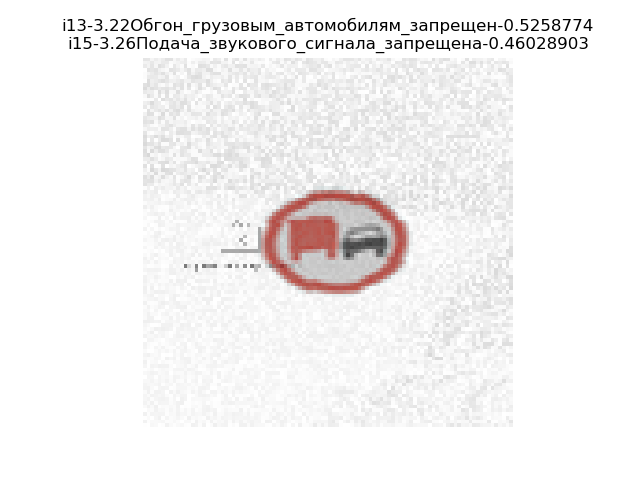 i13-3.22Обгон_грузовым_автомобилям_запрещен-0.5258774
i15-3.26Подача_звукового_сигнала_запрещена-0.46028903